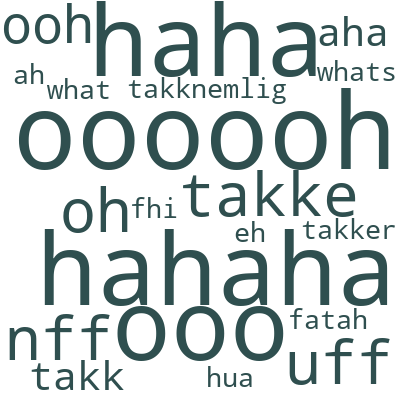 ooh haha aha
ah what takknemlig whats
oooooh
oh fhi takke
eh takker
hahaha
nff ooo fatah
takk hua uff